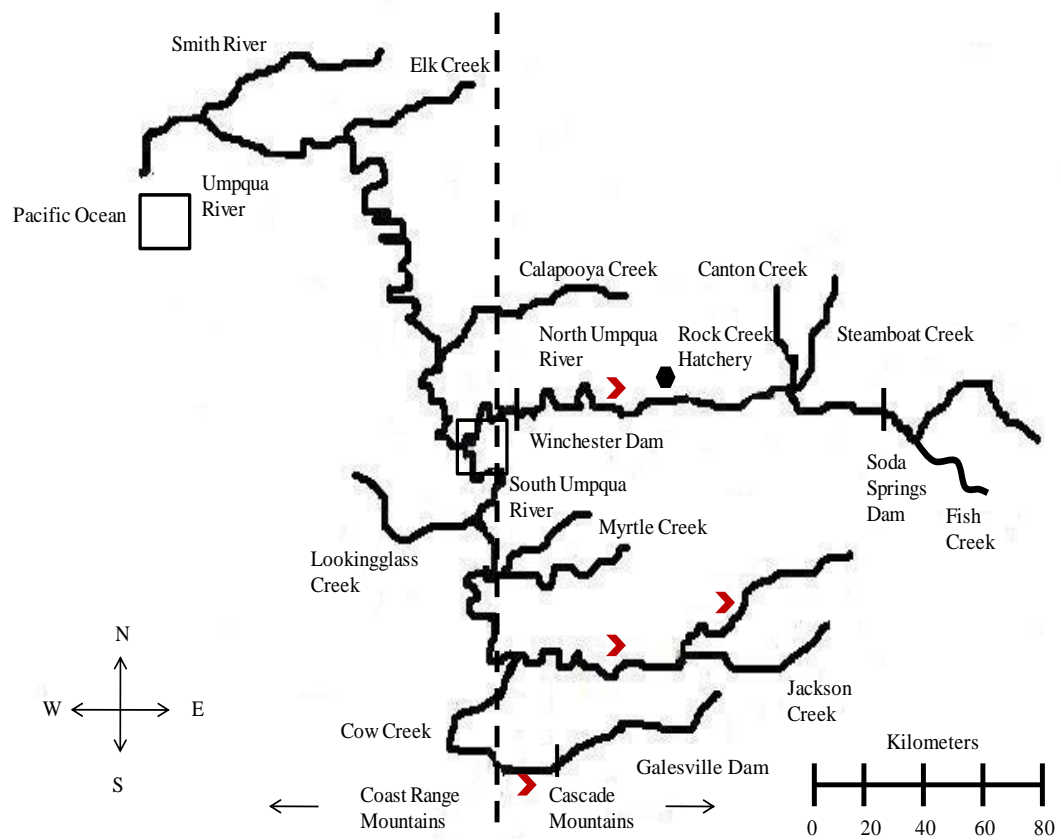 Smith River
Elk Creek
Umpqua
River
Pacific Ocean
Calapooya Creek
Canton Creek
North Umpqua
River
Rock Creek
Hatchery
Steamboat Creek
Winchester Dam
Soda
Springs
Dam
Fish
Creek
South Umpqua
River
Myrtle Creek
Lookingglass
Creek
N
W
E
S
Jackson
Creek
Cow Creek
Galesville Dam
Kilometers
Coast Range
Mountains
Cascade
Mountains
0 20 40 60 80